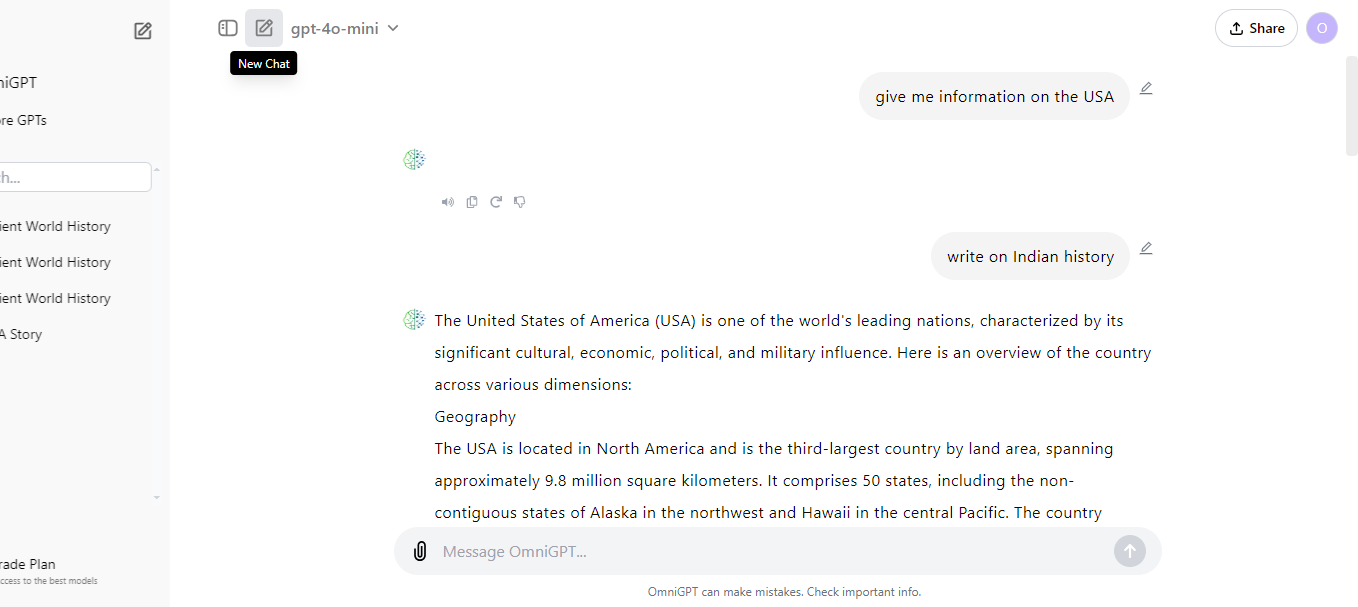 gpt-4o-mini
Share
O
New Chat
niGPT
re GPTs
h...
ient World History
ient World History
ient World History
A Story
rade Plan
ccess to the best models
give me information on the USA
write on Indian history
The United States of America (USA) is one of the world's leading nations, characterized by its
significant cultural, economic, political, and military influence. Here is an overview of the country
across various dimensions:
Geography
The USA is located in North America and is the third-largest country by land area, spanning
approximately 9.8 million square kilometers. It comprises 50 states, including the non-
contiguous states of Alaska in the northwest and Hawaii in the central Pacific. The country
Message OmniGPT...
OmniGPT can make mistakes. Check important info.